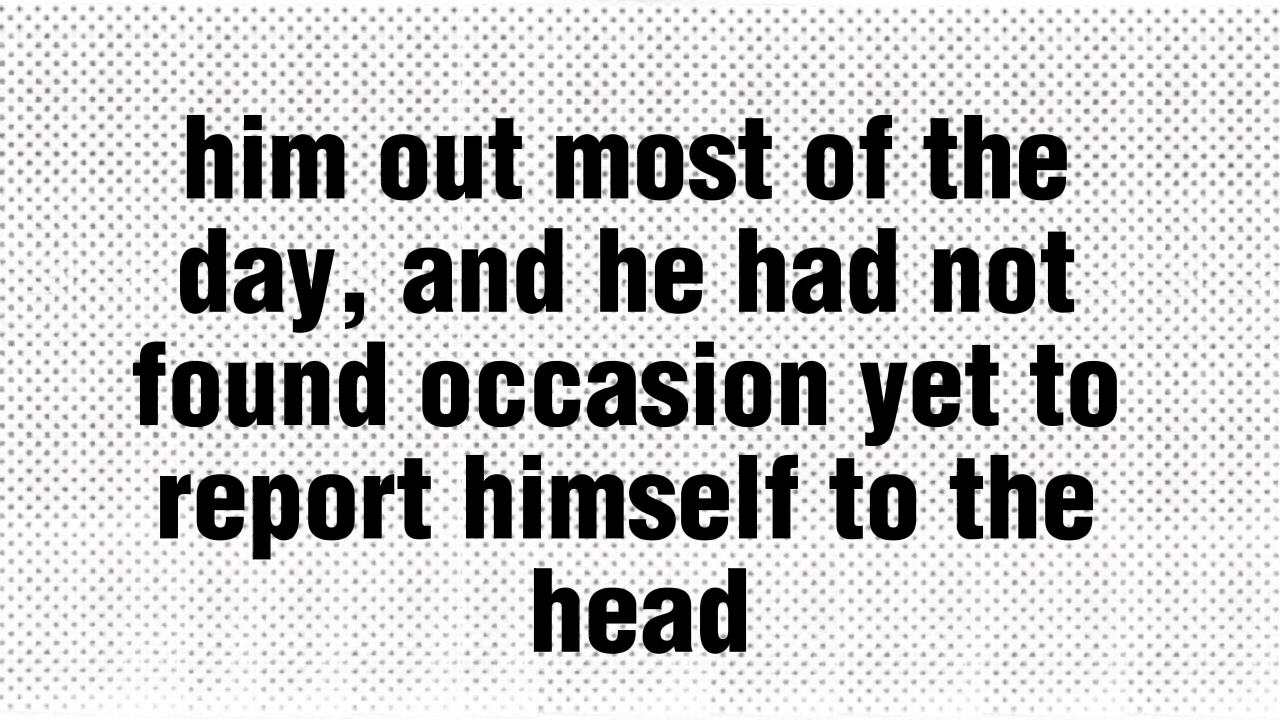 him out most of the
day, and he had not
found occasion yet to
report himself to the
head